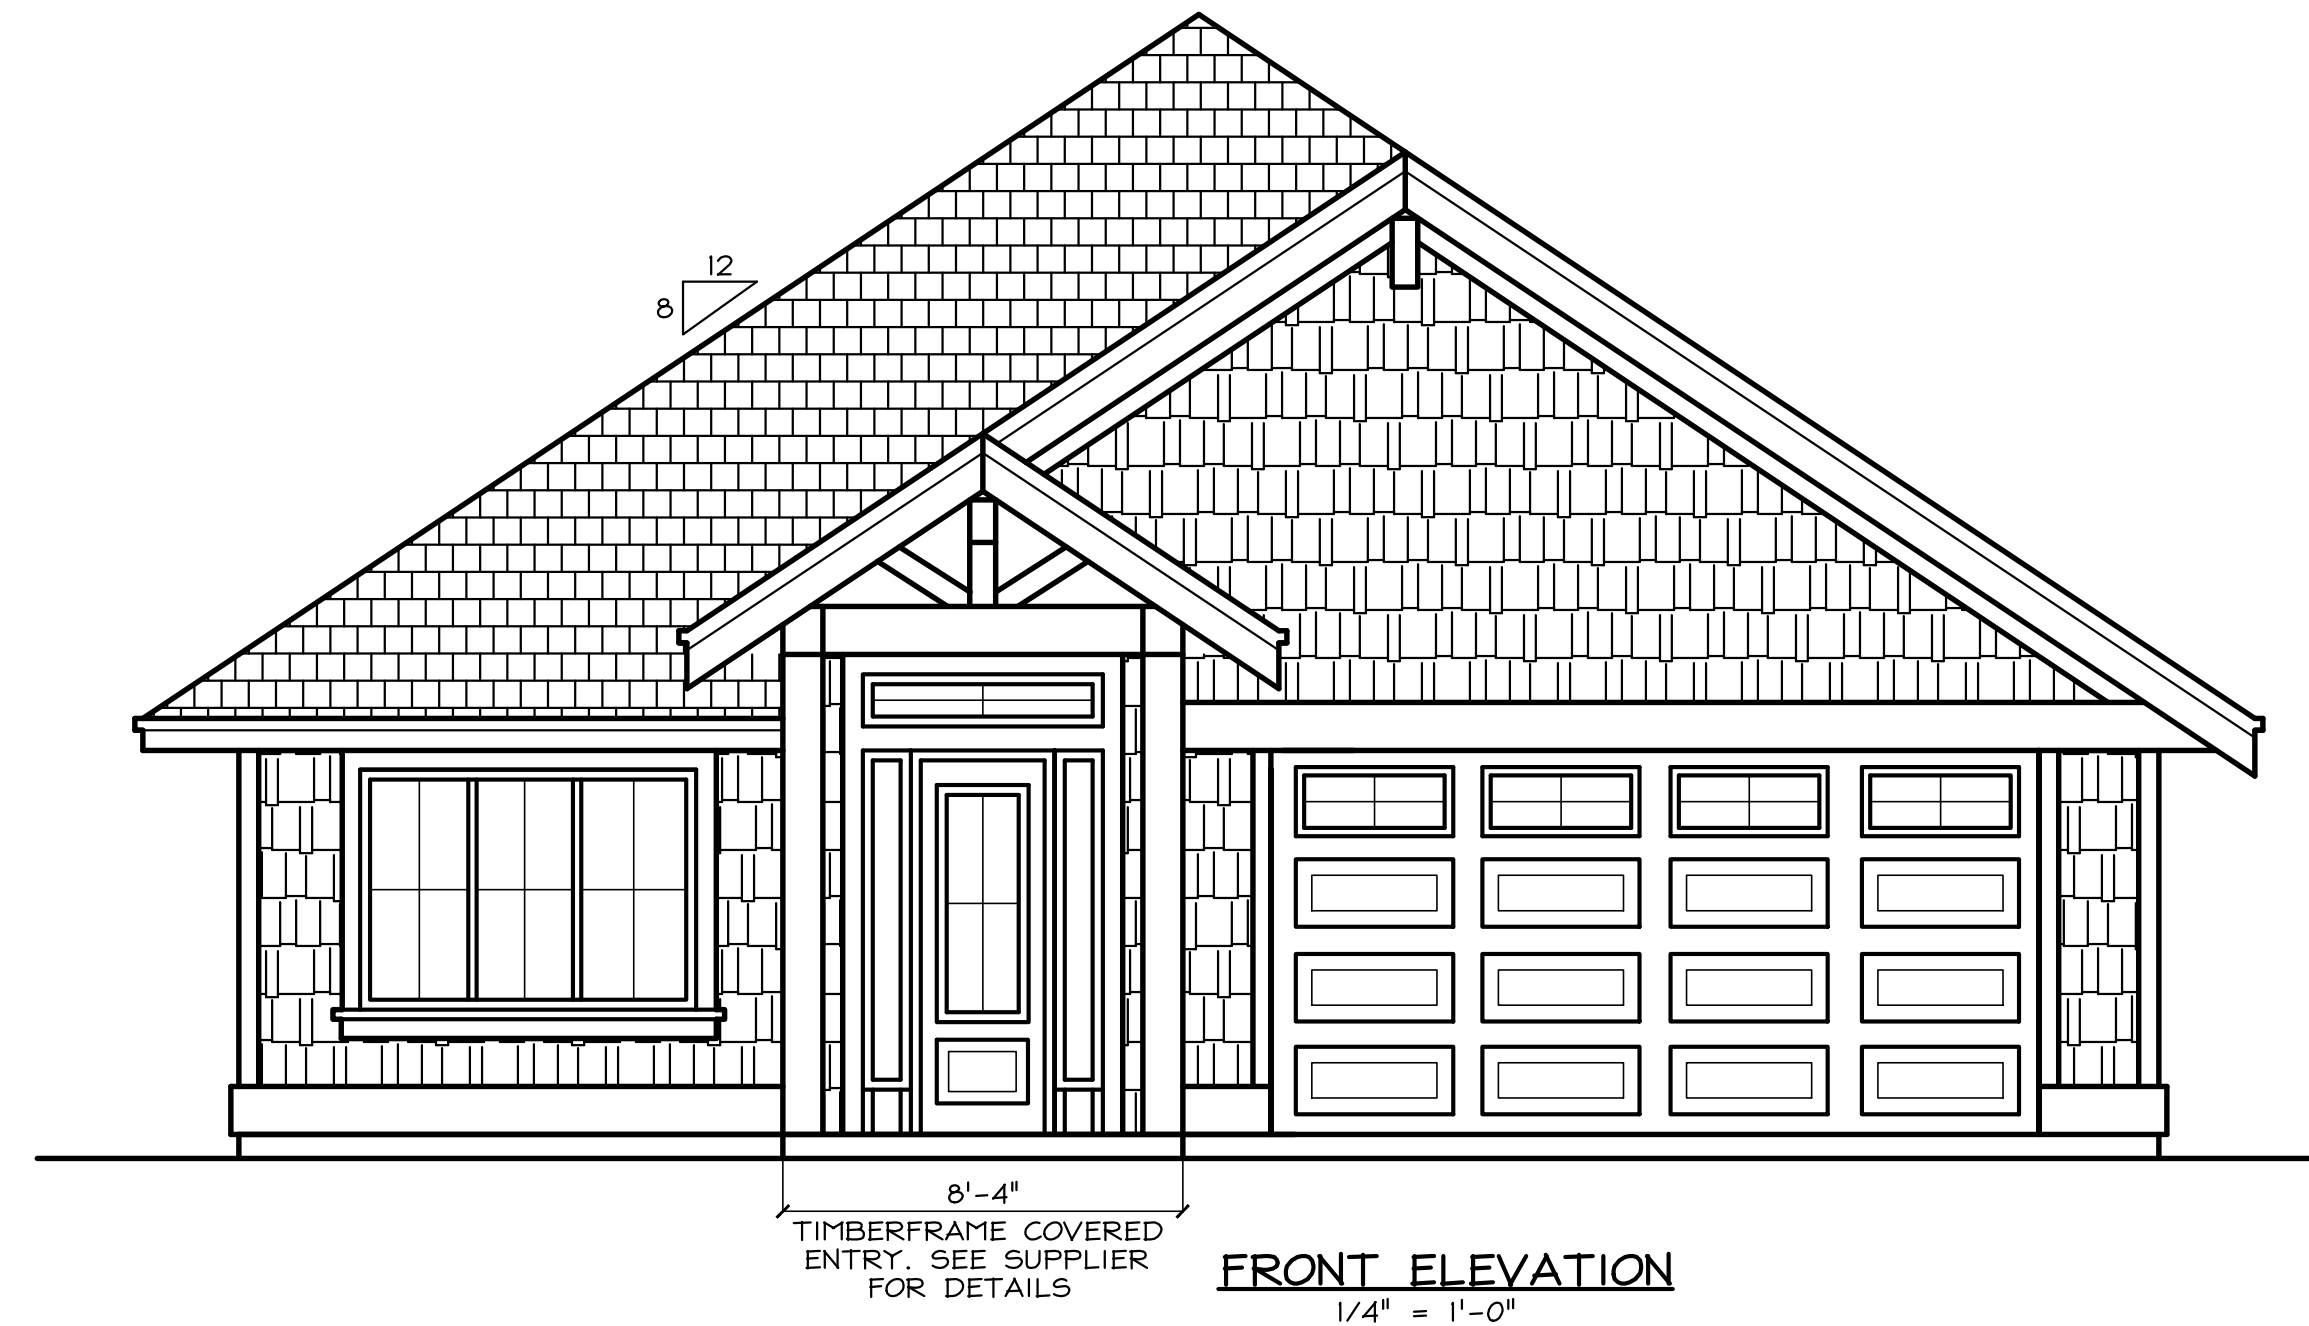 12
8
8'-4"
TIMBERFRAME COVERED
ENTRY. SEE SUPPLIER
FOR DETAILS
FRONT ELEVATION
1/4" = 1'-0"